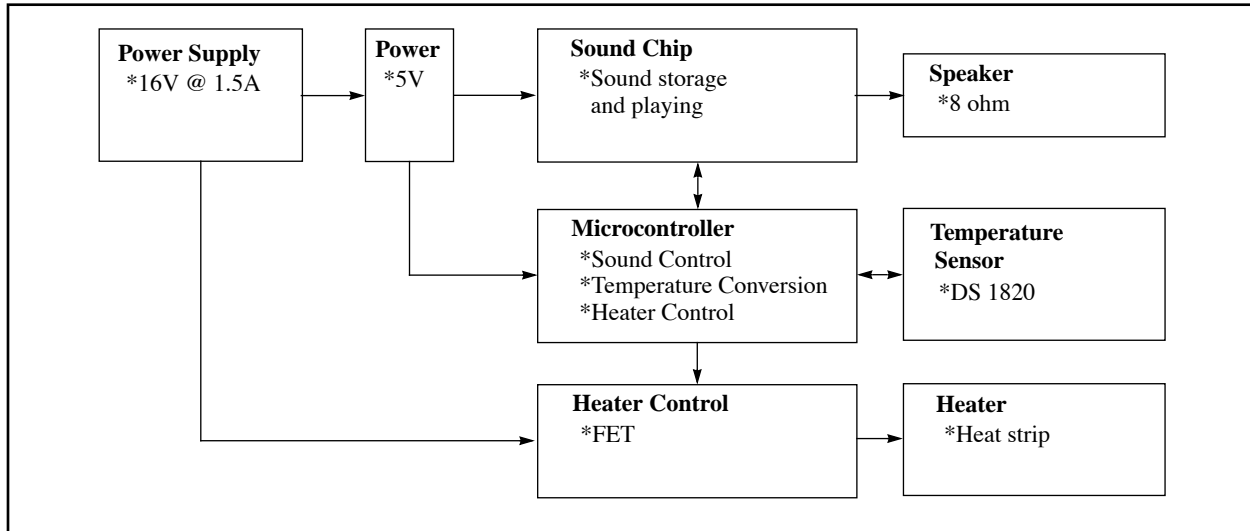 Power Supply
*16V @ 1.5A
Power
*5V
Sound Chip
*Sound storage
and playing
Speaker
*8 ohm
Microcontroller
*Sound Control
*Temperature Conversion
*Heater Control
Temperature
Sensor
*DS 1820
Heater Control
*FET
Heater
*Heat strip